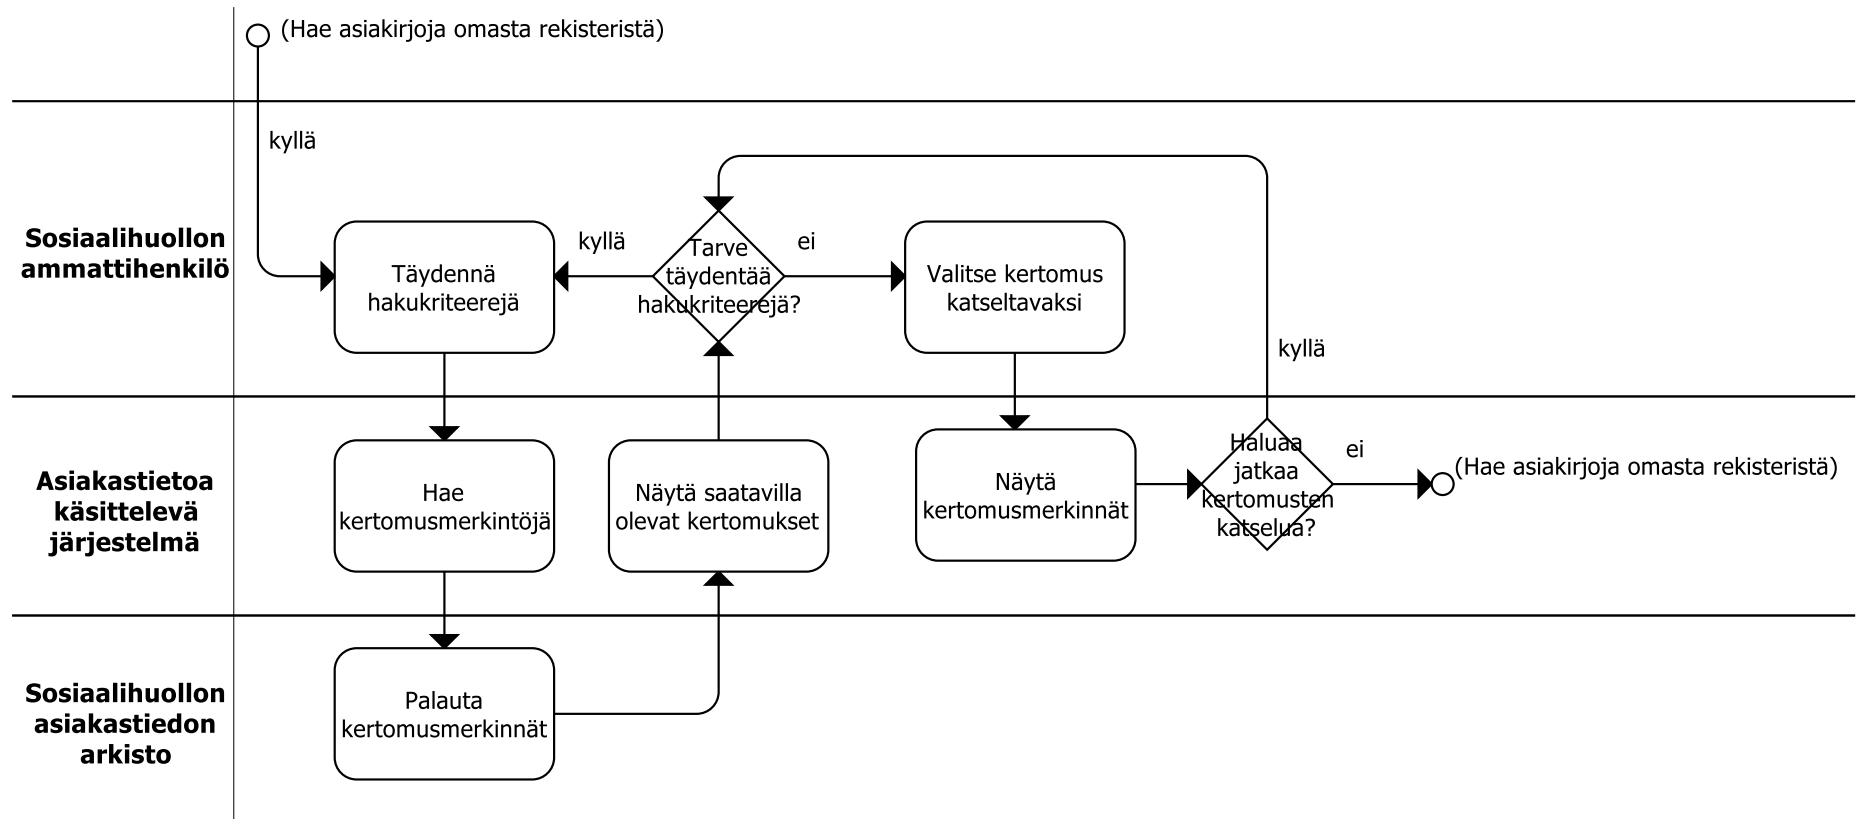 (Hae asiakirjoja omasta rekisteristä)
kyllä
Sosiaalihuollon
ammattihenkilö
Täydennä
hakukriteerejä
kyllä
Tarve
täydentää
hakukriteerejä?
ei
Valitse kertomus
katseltavaksi
kyllä
Asiakastietoa
käsittelevä
järjestelmä
Hae
kertomusmerkintöjä
Näytä saatavilla
olevat kertomukset
Näytä
kertomusmerkinnät
Haluaa
jatkaa
kertomusten
katselua?
ei
(Hae asiakirjoja omasta rekisteristä)
Sosiaalihuollon
asiakastiedon
arkisto
Palauta
kertomusmerkinnät